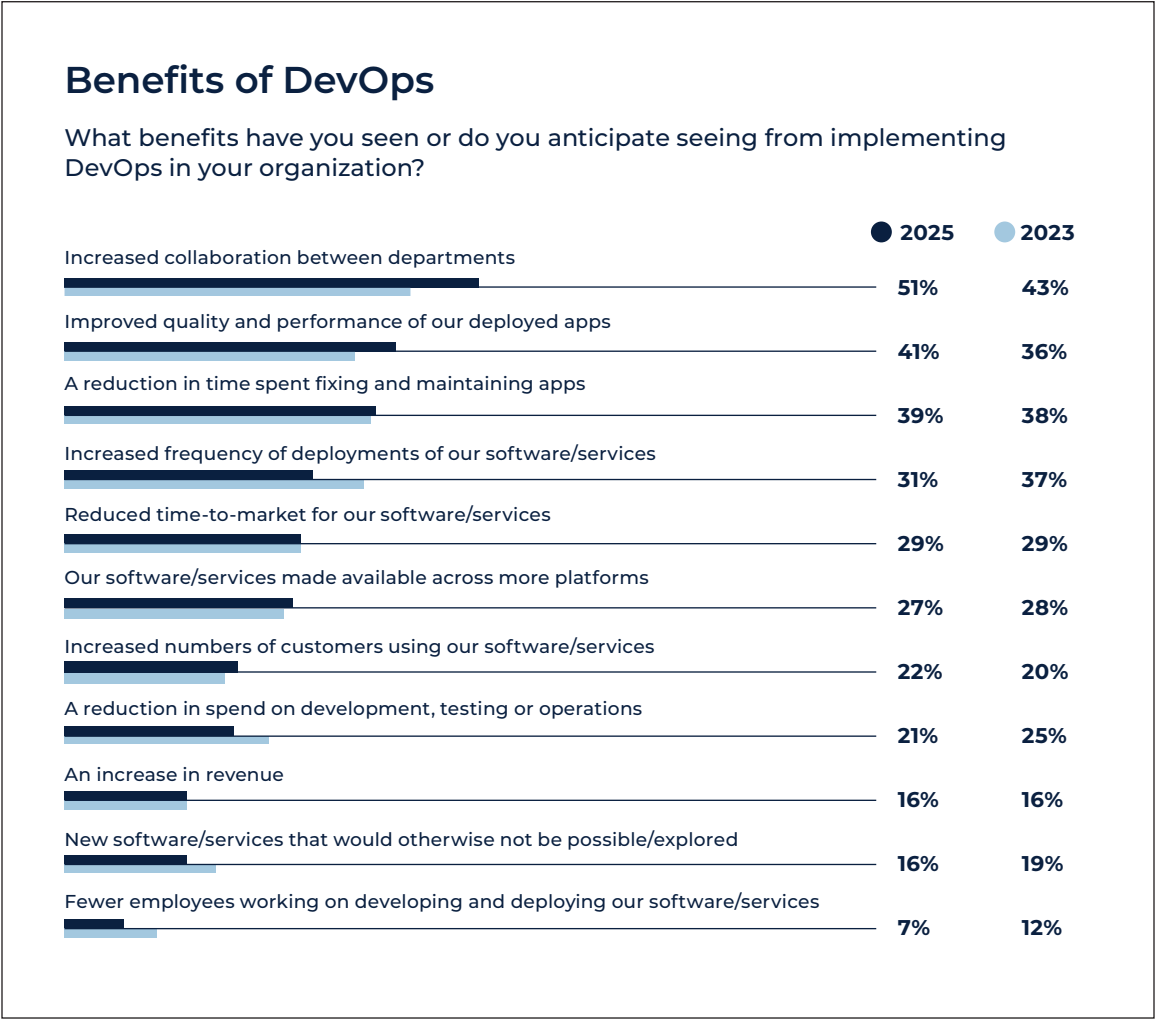 Benefits of DevOps
What benefits have you seen or do you anticipate seeing from implementing
DevOps in your organization?
2025 2023
Increased collaboration between departments
51% 43%
Improved quality and performance of our deployed apps
41% 36%
A reduction in time spent fixing and maintaining apps
39% 38%
Increased frequency of deployments of our software/services
31% 37%
Reduced time-to-market for our software/services
29% 29%
Our software/services made available across more platforms
27% 28%
Increased numbers of customers using our software/services
22% 20%
A reduction in spend on development, testing or operations
21% 25%
An increase in revenue
16% 16%
New software/services that would otherwise not be possible/explored
16% 19%
Fewer employees working on developing and deploying our software/services
7% 12%